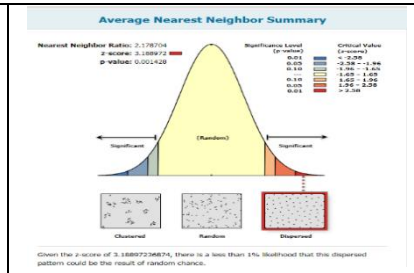 Average Nearest Neighbor Summary
Nearest Neighbor Ratio: 2.178704
z-score: 3.188972
p-value: 0.001428
Significance Level (p-value)
Critical Value (z-score)
0.01 < -2.58
0.05 -2.58 - -1.96
0.10 -1.96 - -1.65
--- -1.65 - 1.65
0.10 1.65 - 1.96
0.05 1.96 - 2.58
0.01 > 2.58
(Random)
Significant Significant
Clustered Random Dispersed
Given the z-score of 3.18897226874, there is a less than 1% likelihood that this dispersed
pattern could be the result of random chance.